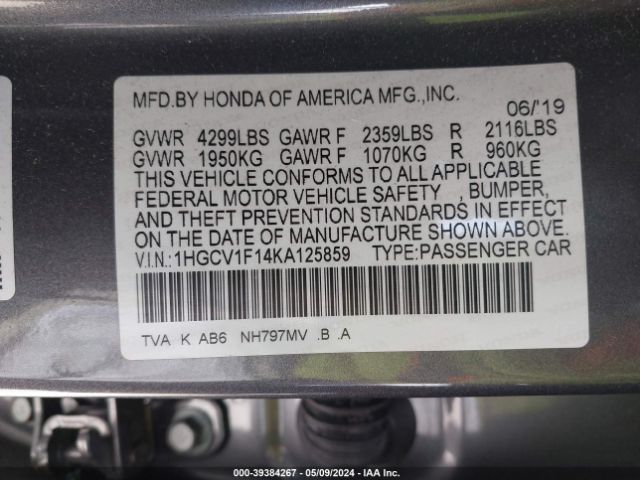 MFD.BY HONDA OF AMERICA MFG.,INC.
06/'19
GVWR 4299LBS GAWR F 2359LBS R 2116LBS
GVWR 1950KG GAWR F 1070KG R 960KG
THIS VEHICLE CONFORMS TO ALL APPLICABLE
FEDERAL MOTOR VEHICLE SAFETY , BUMPER,
AND THEFT PREVENTION STANDARDS IN EFFECT
ON THE DATE OF MANUFACTURE SHOWN ABOVE.
V.I.N.:1HGCV1F14KA125859 TYPE:PASSENGER CAR
TVA K AB6 NH797MV .B .A
000-39384267 - 05/09/2024 - IAA Inc.